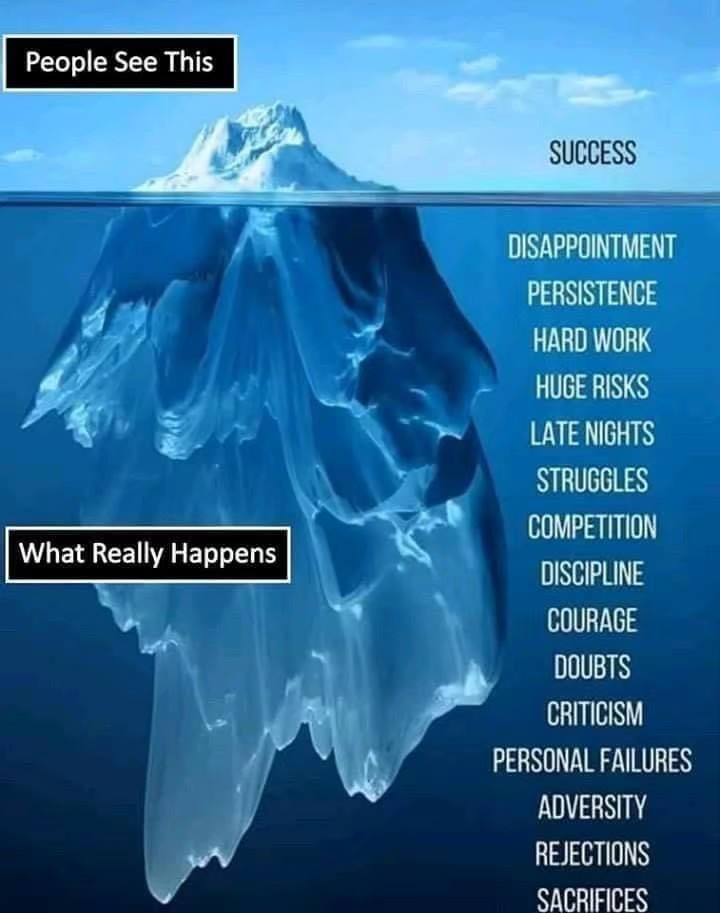 People See This
SUCCESS
DISAPPOINTMENT
PERSISTENCE
HARD WORK
HUGE RISKS
LATE NIGHTS
STRUGGLES
COMPETITION
What Really Happens
DISCIPLINE
COURAGE
DOUBTS
CRITICISM
PERSONAL FAILURES
ADVERSITY
REJECTIONS
SACRIFICES